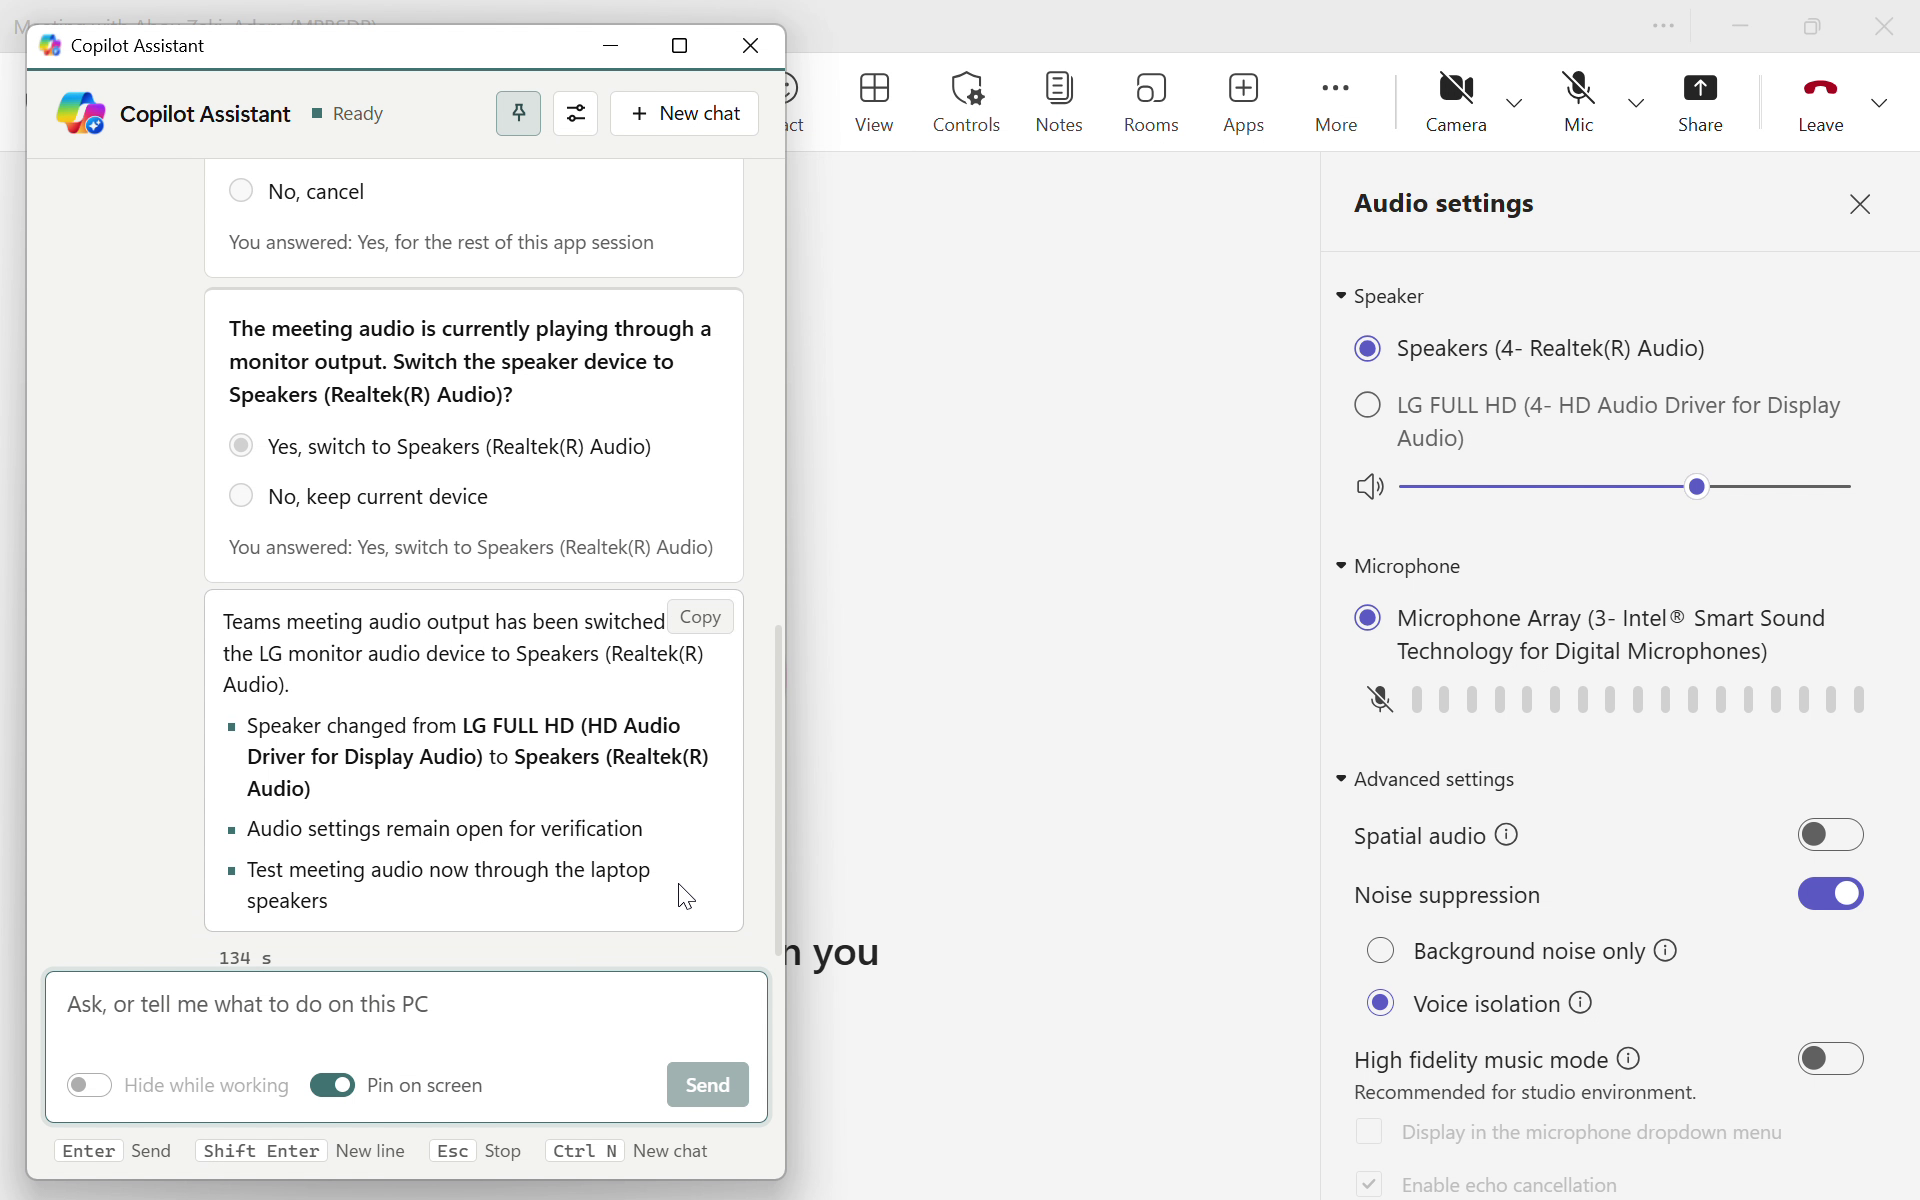 Copilot Assistant
Copilot Assistant
Ready
New chat
act
View
Controls
Notes
Rooms
Apps
More
Camera
Mic
Share
Leave
No, cancel
You answered: Yes, for the rest of this app session
The meeting audio is currently playing through a
monitor output. Switch the speaker device to
Speakers (Realtek(R) Audio)?
Yes, switch to Speakers (Realtek(R) Audio)
No, keep current device
You answered: Yes, switch to Speakers (Realtek(R) Audio)
Copy
Teams meeting audio output has been switched
the LG monitor audio device to Speakers (Realtek(R)
Audio).
Speaker changed from LG FULL HD (HD Audio
Driver for Display Audio) to Speakers (Realtek(R)
Audio)
Audio settings remain open for verification
Test meeting audio now through the laptop
speakers
134 s
n you
Ask, or tell me what to do on this PC
Hide while working
Pin on screen
Send
Enter Send
Shift Enter New line
Esc Stop
Ctrl N New chat
Audio settings
Speaker
Speakers (4- Realtek(R) Audio)
LG FULL HD (4- HD Audio Driver for Display
Audio)
Microphone
Microphone Array (3- Intel® Smart Sound
Technology for Digital Microphones)
Advanced settings
Spatial audio
Noise suppression
Background noise only
Voice isolation
High fidelity music mode
Recommended for studio environment.
Display in the microphone dropdown menu
Enable echo cancellation